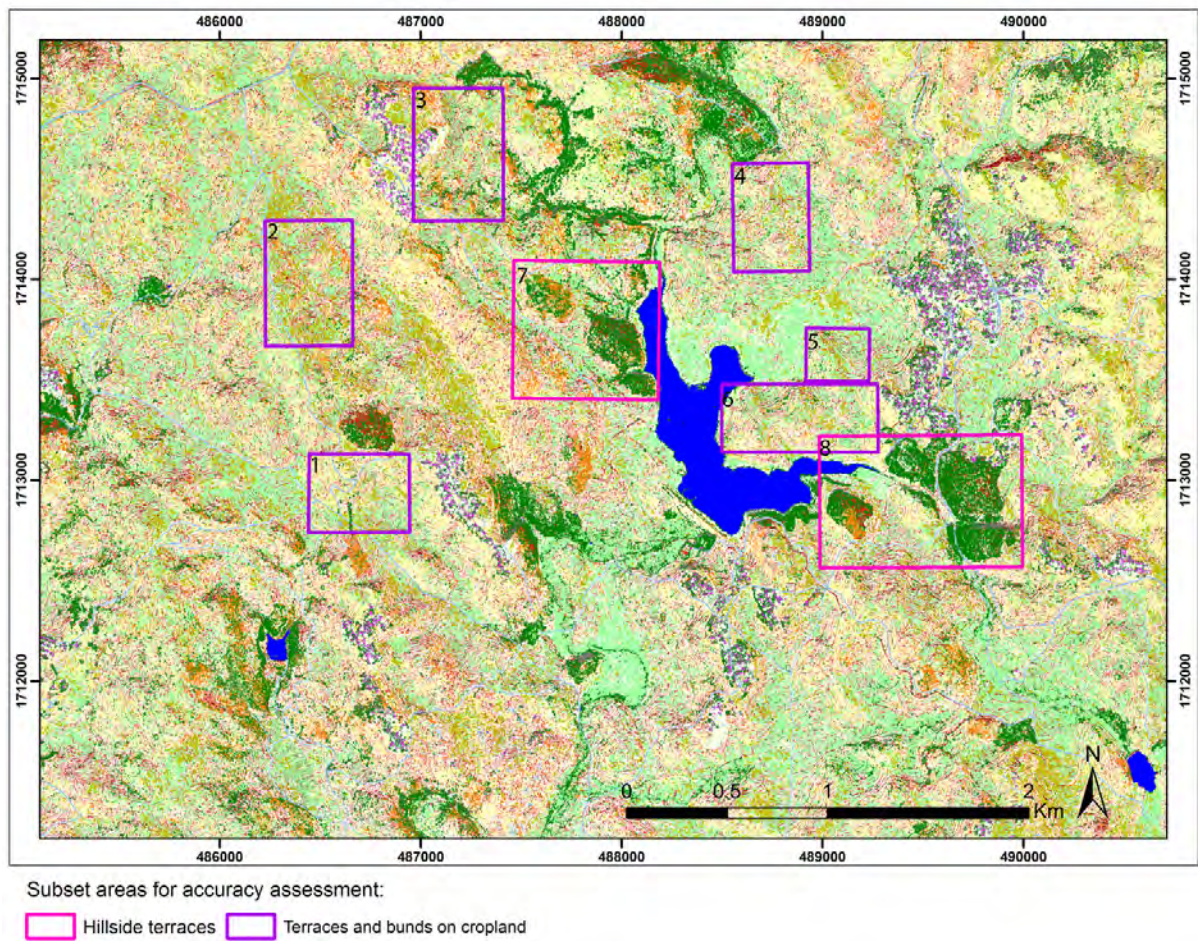 486000 487000 488000 489000 490000
1715000 1715000
3
4
2
1714000 1714000
7
5
6
8
1
1713000 1713000
1712000 1712000
N
0 0.5 1 2
Km
486000 487000 488000 489000 490000
Subset areas for accuracy assessment:
Hillside terraces Terraces and bunds on cropland